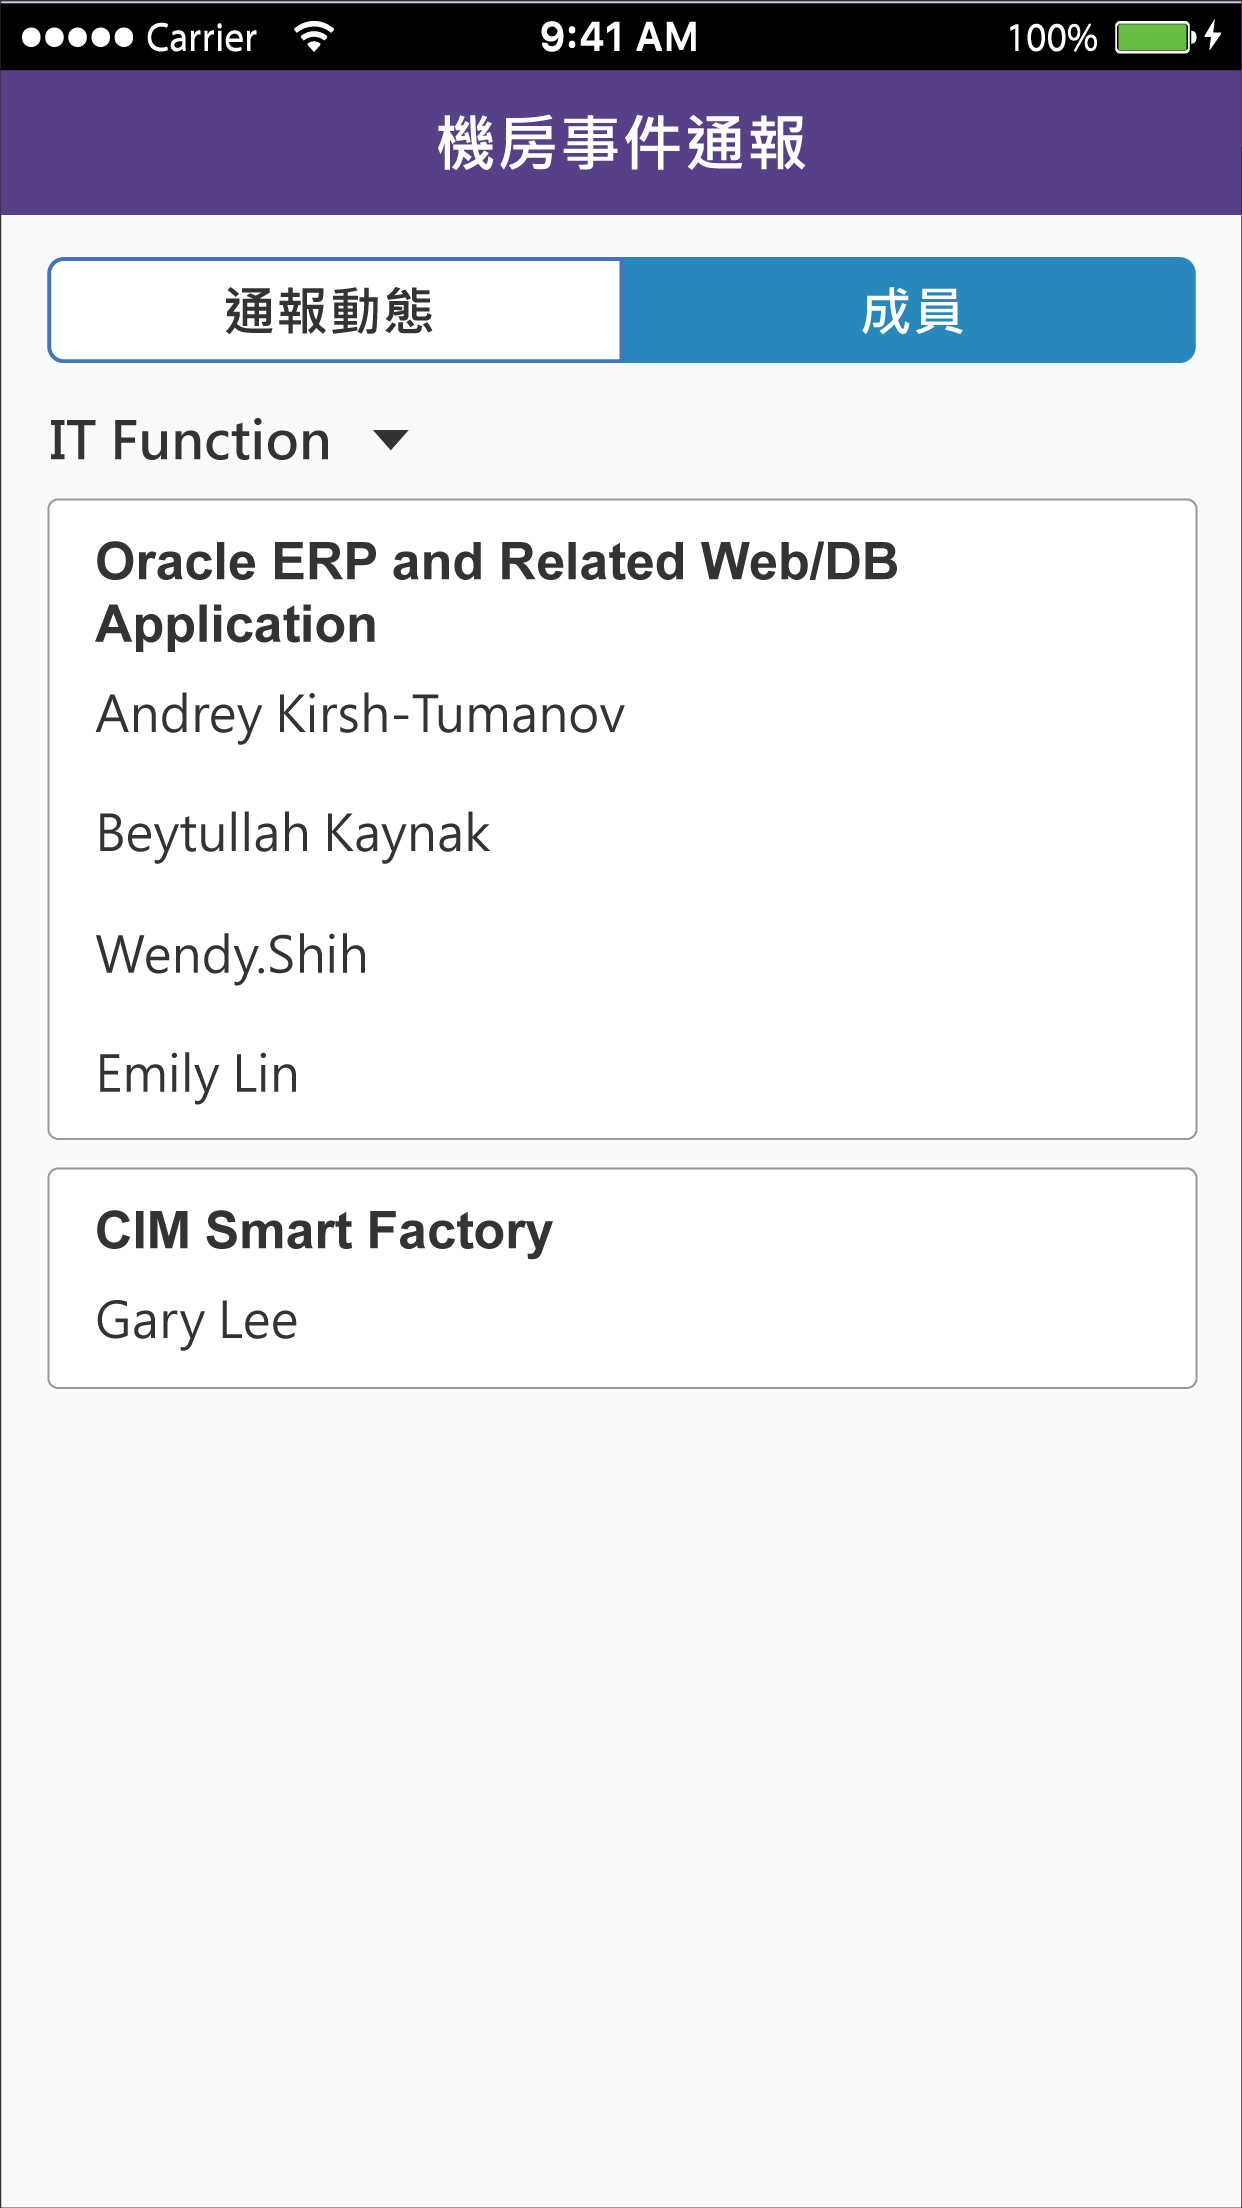 Carrier 9:41 AM 100%
機房事件通報
通報動態 成員
IT Function
Oracle ERP and Related Web/DB
Application
Andrey Kirsh-Tumanov
Beytullah Kaynak
Wendy.Shih
Emily Lin
CIM Smart Factory
Gary Lee